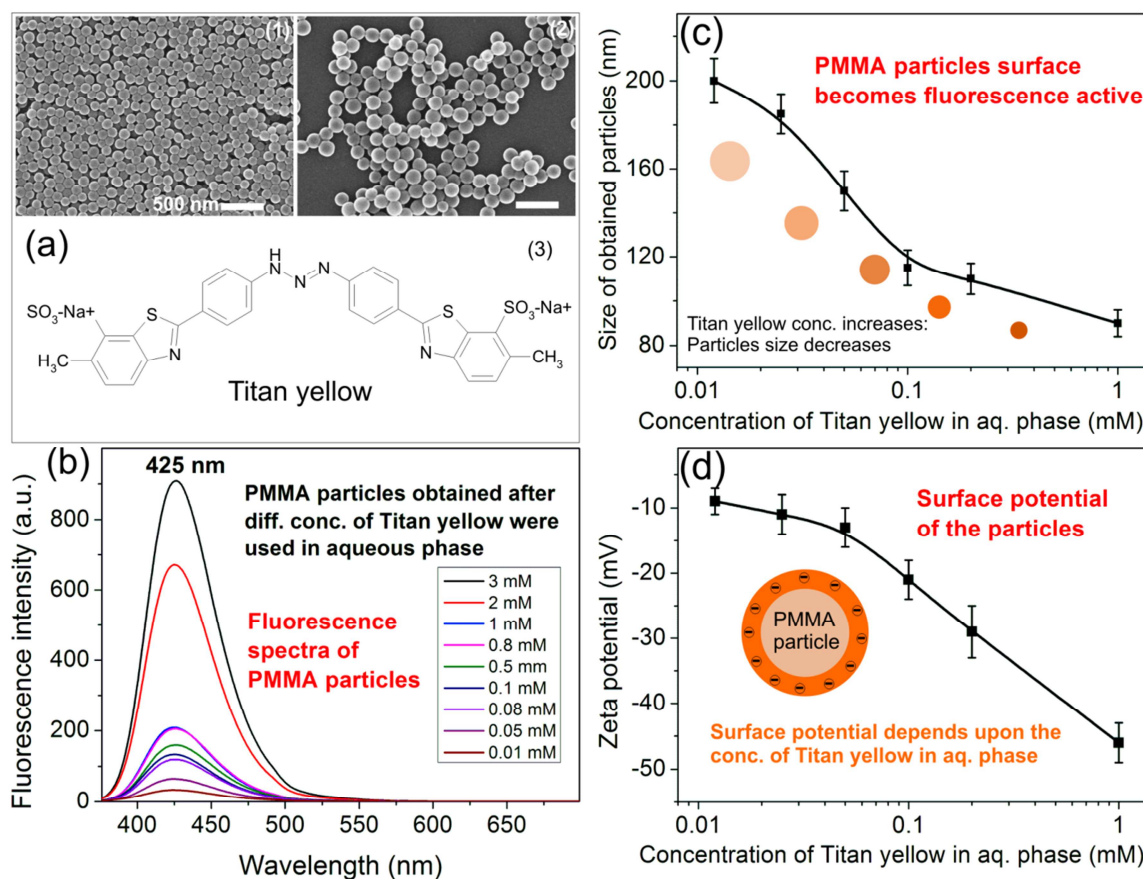 (1)
(2)
500 nm
(a)
(3)
H
N
N
N
SO₃-Na+
S
N
H₃C
S
N
SO₃-Na+
CH₃
Titan yellow
(b)
425 nm
PMMA particles obtained after
diff. conc. of Titan yellow were
used in aqueous phase
Fluorescence
spectra of
PMMA particles
3 mM
2 mM
1 mM
0.8 mM
0.5 mm
0.1 mM
0.08 mM
0.05 mM
0.01 mM
Fluorescence intensity (a.u.)
800
600
400
200
0
400 450 500 550 600 650
Wavelength (nm)
(c)
PMMA particles surface
becomes fluorescence active
Size of obtained particles (nm)
200
160
120
80
Titan yellow conc. increases:
Particles size decreases
0.01 0.1 1
Concentration of Titan yellow in aq. phase (mM)
(d)
Surface potential
of the particles
Zeta potential (mV)
-10
-20
-30
-40
-50
PMMA
particle
Surface potential depends upon the
conc. of Titan yellow in aq. phase
0.01 0.1 1
Concentration of Titan yellow in aq. phase (mM)